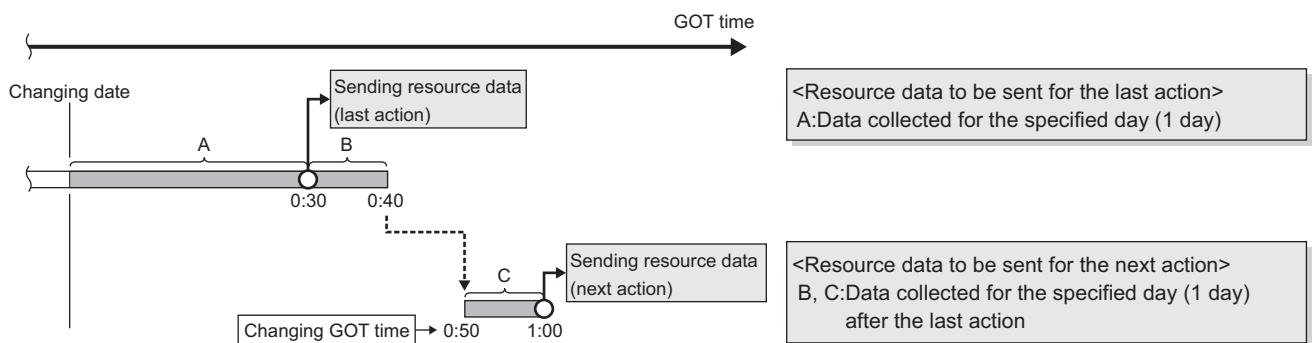 GOT time
Changing date
Sending resource data
(last action)
A
B
0:30
0:40
<Resource data to be sent for the last action>
A:Data collected for the specified day (1 day)
C
Sending resource data
(next action)
Changing GOT time
0:50
1:00
<Resource data to be sent for the next action>
B, C:Data collected for the specified day (1 day)
after the last action